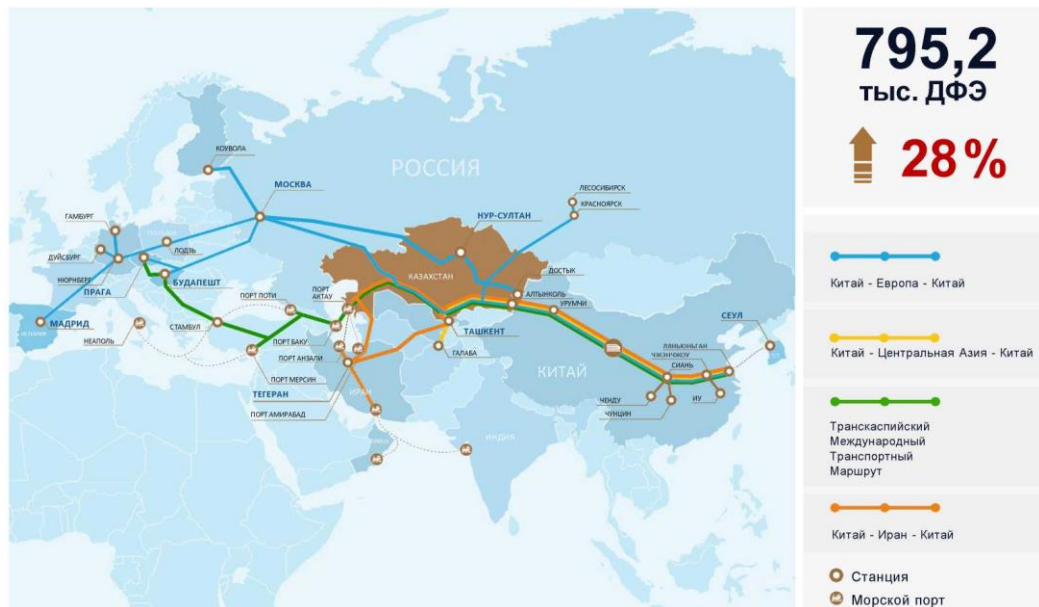 795,2
тыс. ДФЭ
28%
РОССИЯ
КОУВОЛА
МОСКВА
ЛЕСОСИБИРСК
КРАСНОЯРСК
НУР-СУЛТАН
ГАМБУРГ
ДУЙСБУРГ
ЛОДЗЬ
НЮРНБЕРГ
ПРАГА
БУДАПЕШТ
КАЗАХСТАН
ДОСТЫК
АЛТЫНКОЛЬ
УРУМЧИ
ПОРТ
АКТАУ
ПОРТ ПОТИ
МАДРИД
НЕАПОЛЬ
СТАМБУЛ
ПОРТ БАКУ
ПОРТ АНЗАЛИ
ТАШКЕНТ
ГАЛАБА
СЕУЛ
ЛЯНЬЮНЬГАН
ЧЖЭНЧЖОУ
СИАНЬ
КИТАЙ
ПОРТ МЕРСИН
ТЕГЕРАН
ИРАН
ПОРТ АМИРАБАД
ЧЕНДУ
ЧУНЦИН
ИУ
ИНДИЯ
Китай - Европа - Китай
Китай - Центральная Азия - Китай
Транскаспийский
Международный
Транспортный
Маршрут
Китай - Иран - Китай
Станция
Морской порт